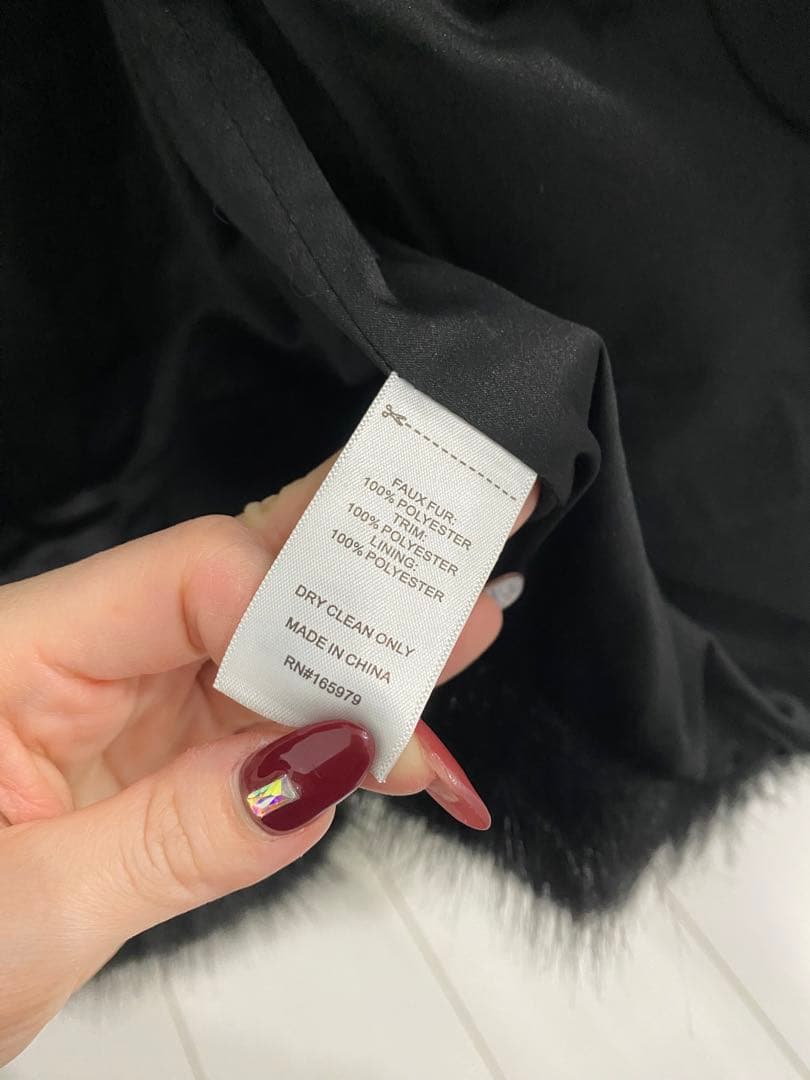 FAUX FUR:
100% POLYESTER
TRIM:
100% POLYESTER
LINING:
100% POLYESTER
DRY CLEAN ONLY
MADE IN CHINA
RN#165979